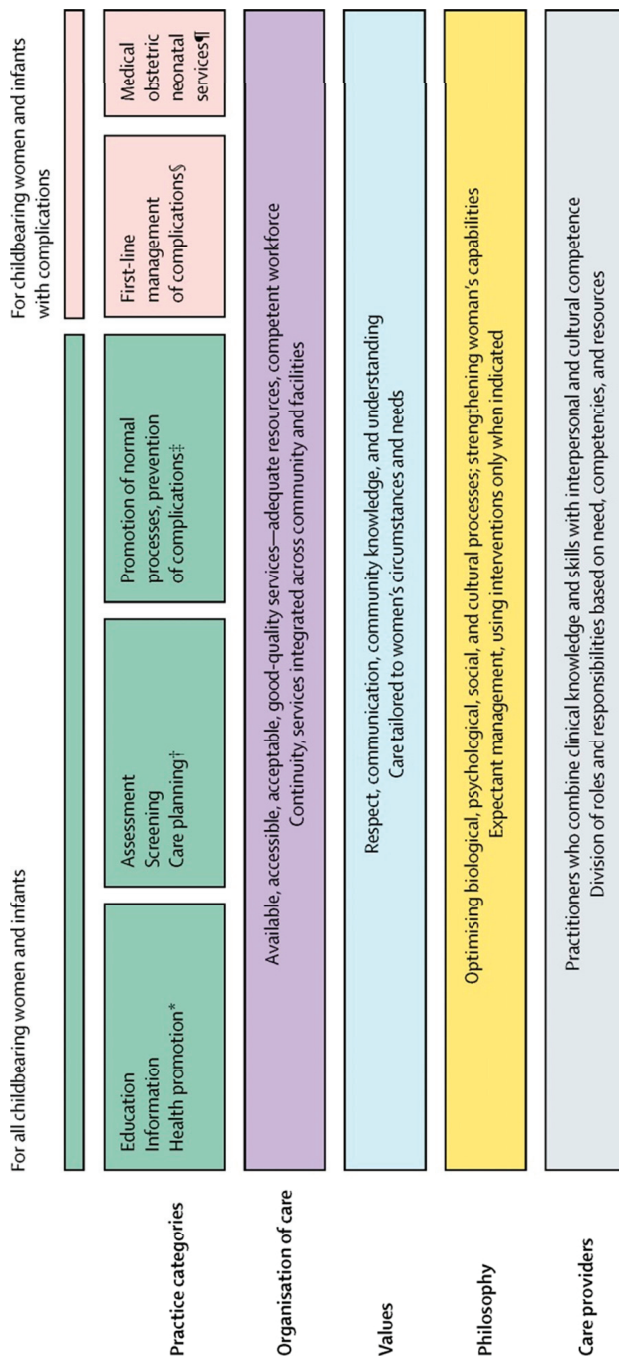 For all childbearing women and infants
For childbearing women and infants
with complications
Practice categories
Education
Information
Health promotion*
Assessment
Screening
Care planning†
Promotion of normal
processes, prevention
of complications‡
First-line
management
of complications§
Medical
obstetric
neonatal
services¶
Organisation of care
Available, accessible, acceptable, good-quality services—adequate resources, competent workforce
Continuity, services integrated across community and facilities
Values
Respect, communication, community knowledge, and understanding
Care tailored to women's circumstances and needs
Philosophy
Optimising biological, psychological, social, and cultural processes; strengthening woman's capabilities
Expectant management, using interventions only when indicated
Care providers
Practitioners who combine clinical knowledge and skills with interpersonal and cultural competence
Division of roles and responsibilities based on need, competencies, and resources